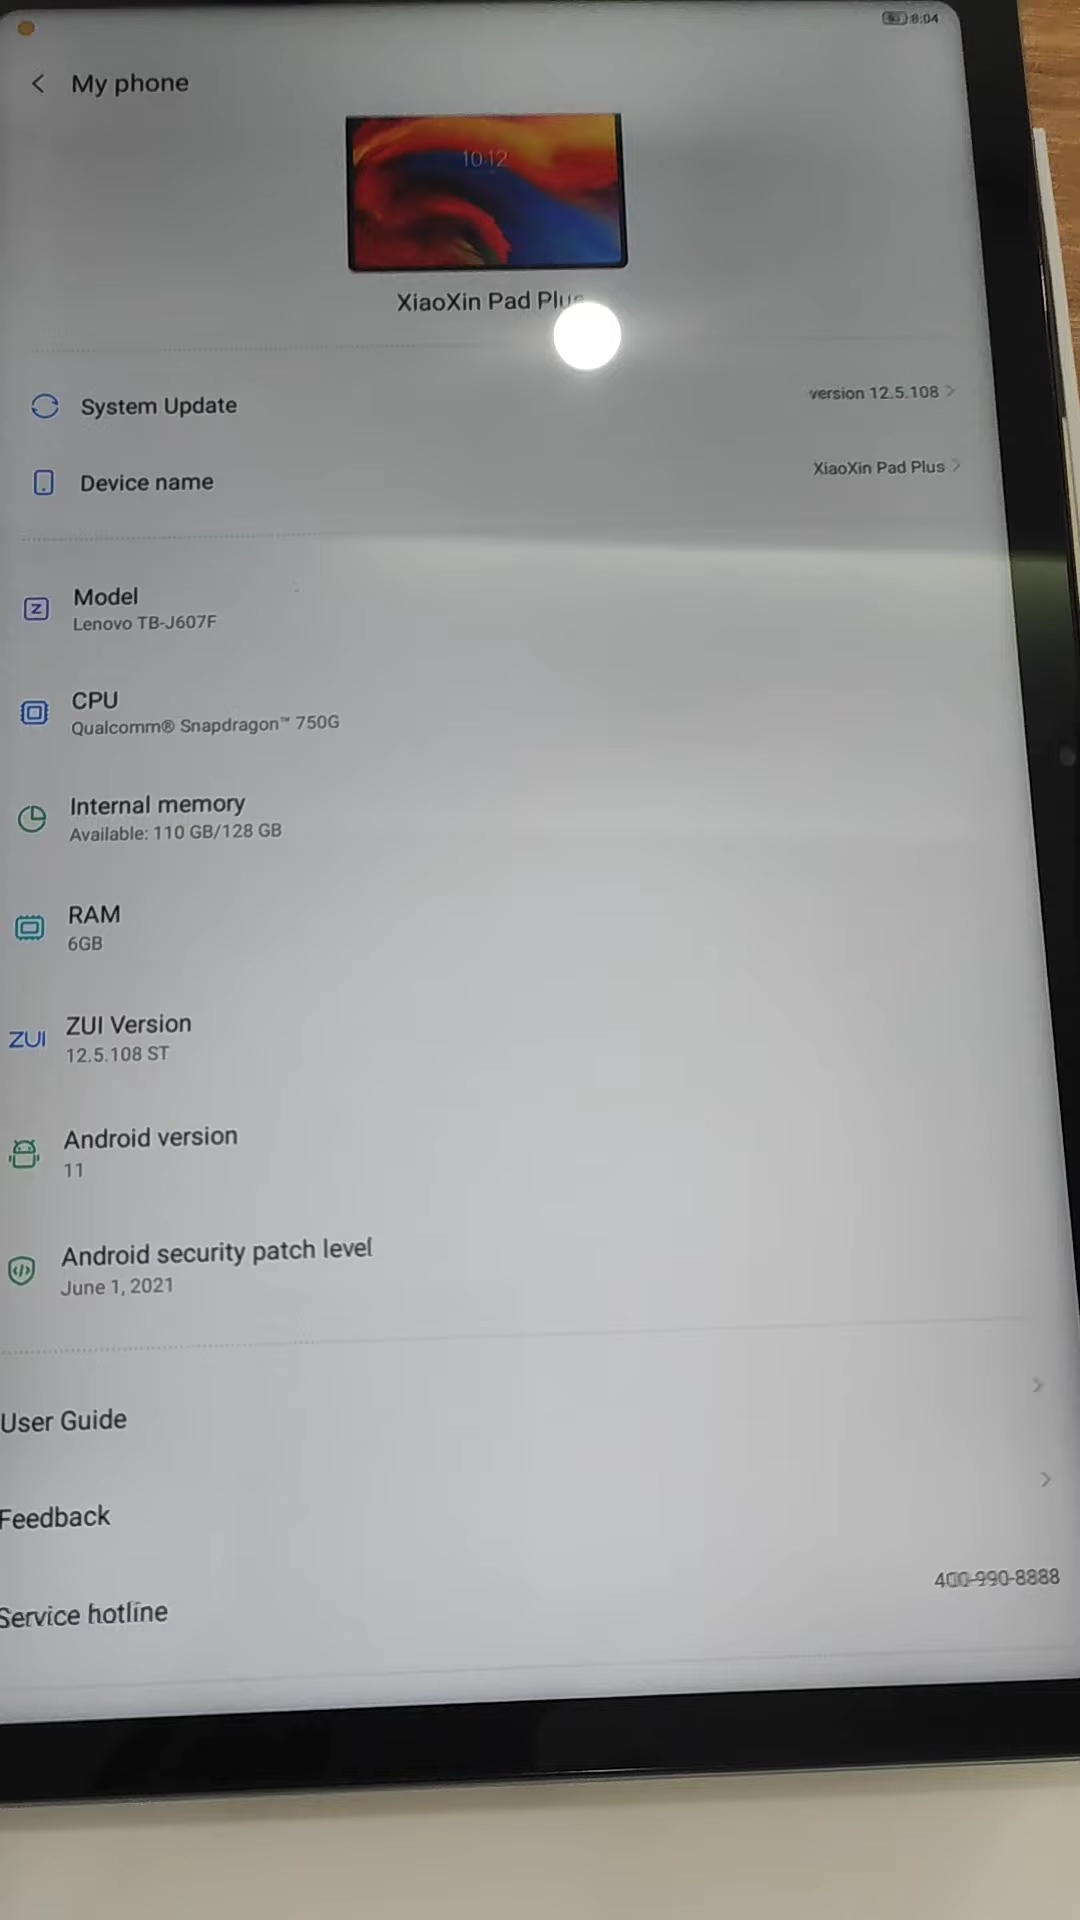 8:04
My phone
10:12
XiaoXin Pad Plus
System Update
version 12.5.108
Device name
XiaoXin Pad Plus
Model
Lenovo TB-J607F
CPU
Qualcomm® Snapdragon™ 750G
Internal memory
Available: 110 GB/128 GB
RAM
6GB
ZUI
ZUI Version
12.5.108 ST
Android version
11
Android security patch level
June 1, 2021
User Guide
Feedback
Service hotline
400-990-8888